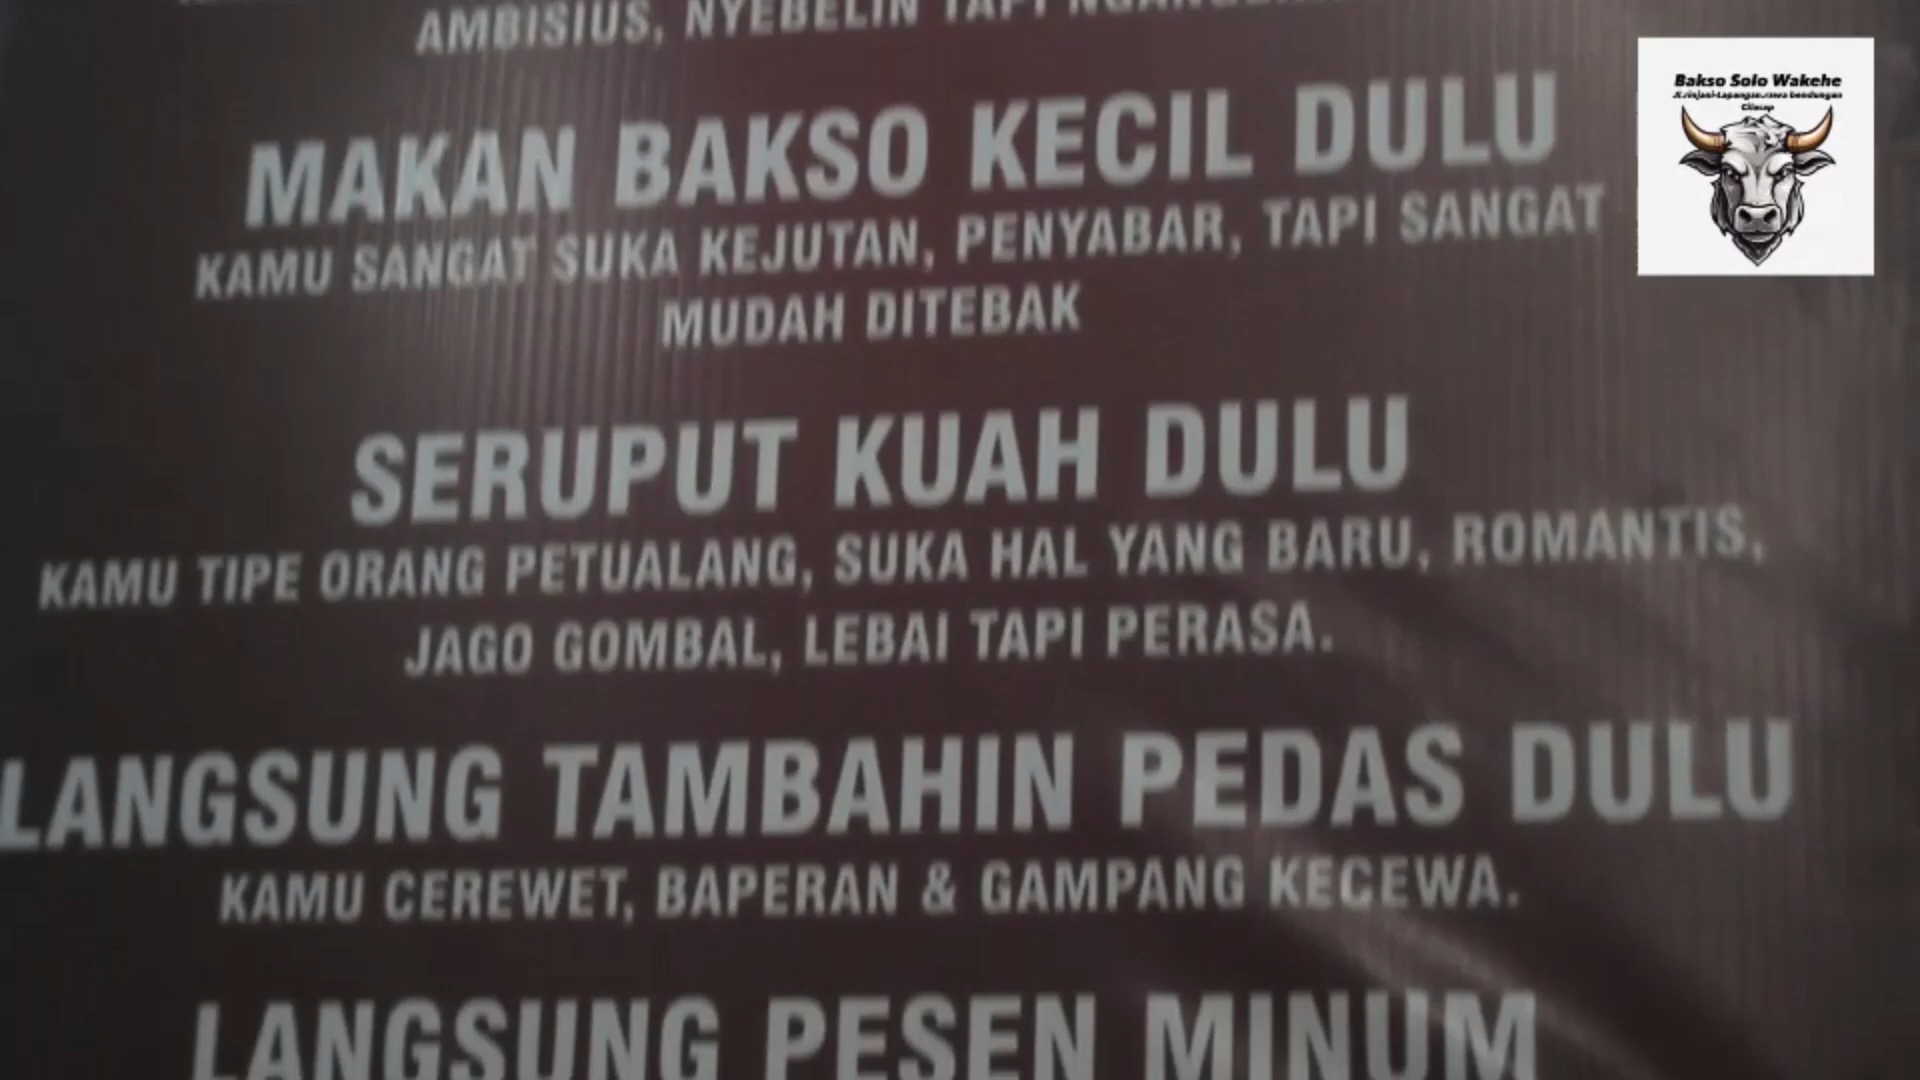 AMBISIUS, NYEBELIN TAPI
MAKAN BAKSO KECIL DULU
KAMU SANGAT SUKA KEJUTAN, PENYABAR, TAPI SANGAT
MUDAH DITEBAK
SERUPUT KUAH DULU
KAMU TIPE ORANG PETUALANG, SUKA HAL YANG BARU, ROMANTIS,
JAGO GOMBAL, LEBAI TAPI PERASA.
LANGSUNG TAMBAHIN PEDAS DULU
KAMU CEREWET, BAPERAN & GAMPANG KECEWA.
LANGSUNG PESEN MINUM
Bakso Solo Wakehe
Cilacap